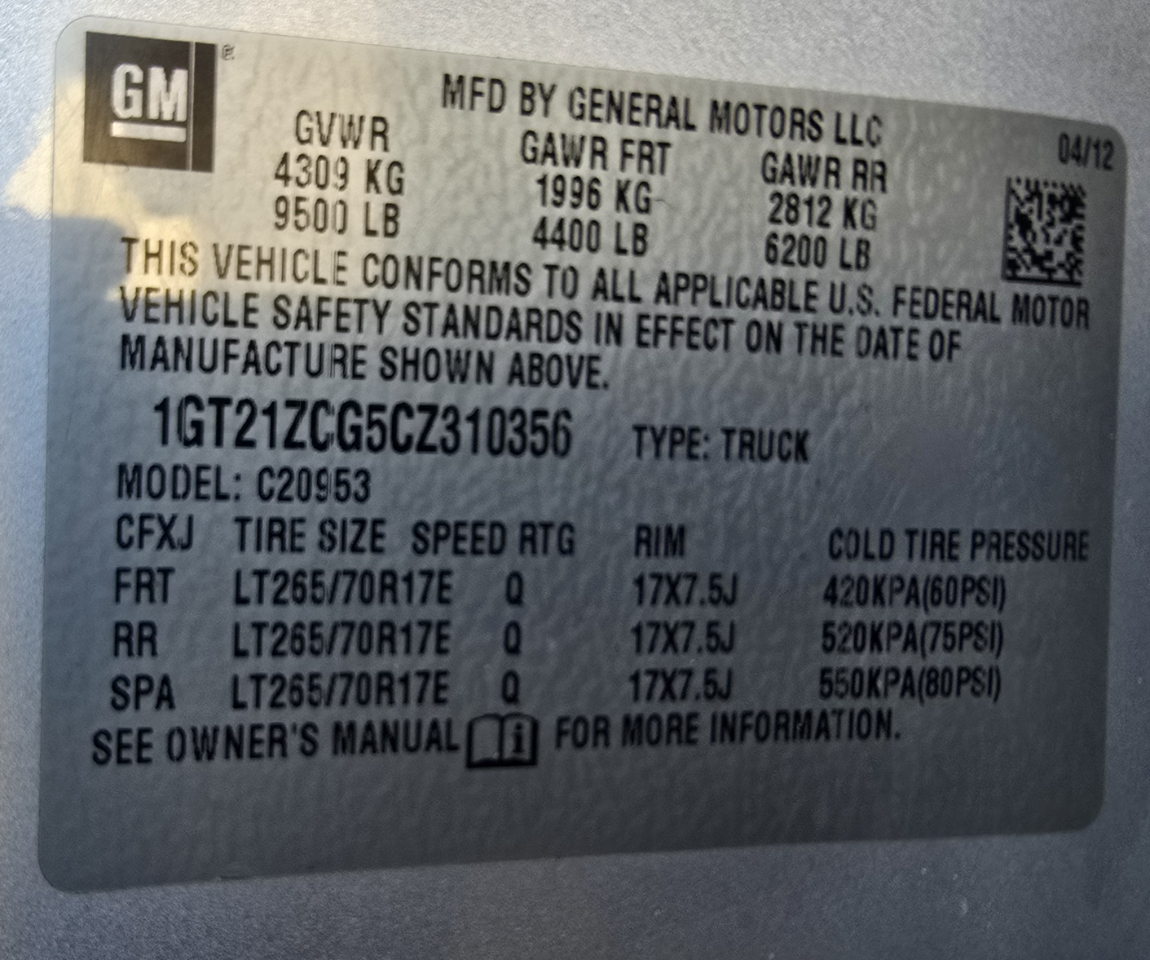 GM
MFD BY GENERAL MOTORS LLC
04/12
GVWR GAWR FRT GAWR RR
4309 KG 1996 KG 2812 KG
9500 LB 4400 LB 6200 LB
THIS VEHICLE CONFORMS TO ALL APPLICABLE U.S. FEDERAL MOTOR
VEHICLE SAFETY STANDARDS IN EFFECT ON THE DATE OF
MANUFACTURE SHOWN ABOVE.
1GT21ZCG5CZ310356 TYPE: TRUCK
MODEL: C20953
CFXJ TIRE SIZE SPEED RTG RIM COLD TIRE PRESSURE
FRT LT265/70R17E Q 17X7.5J 420KPA(60PSI)
RR LT265/70R17E Q 17X7.5J 520KPA(75PSI)
SPA LT265/70R17E Q 17X7.5J 550KPA(80PSI)
SEE OWNER'S MANUAL i FOR MORE INFORMATION.